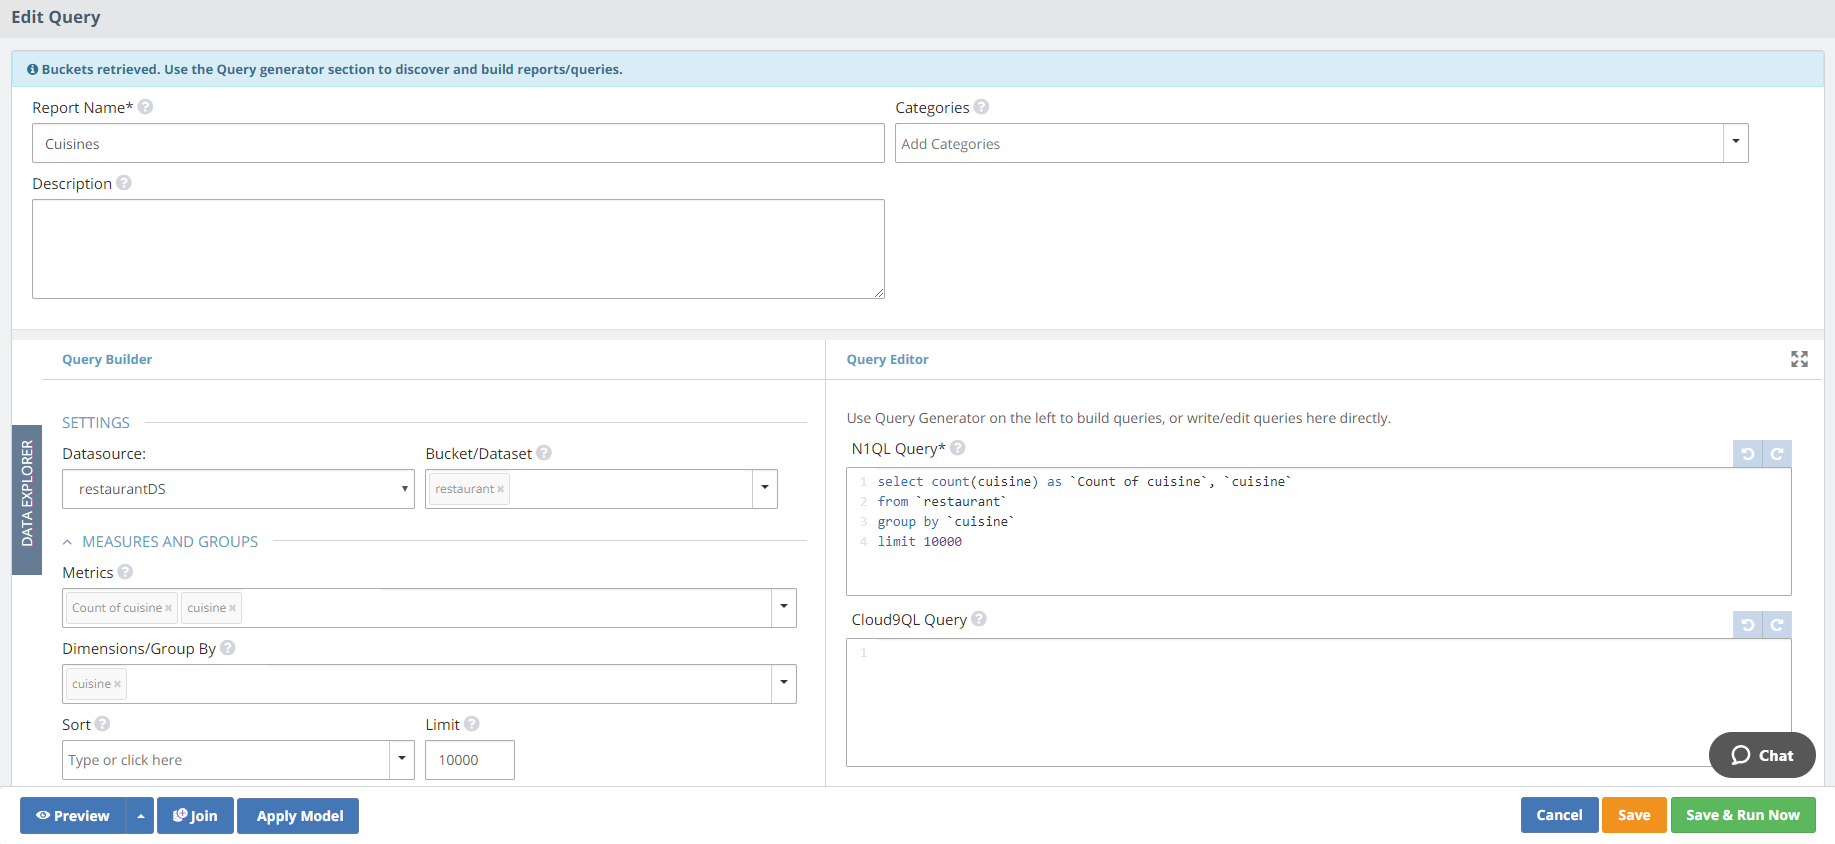 Edit Query
Buckets retrieved. Use the Query generator section to discover and build reports/queries.
Report Name*
Cuisines
Categories
Add Categories
Description
Query Builder
SETTINGS
Datasource:
restaurantDS
Bucket/Dataset
restaurant ×
DATA EXPLORER
MEASURES AND GROUPS
Metrics
Count of cuisine × cuisine ×
Dimensions/Group By
cuisine ×
Sort
Type or click here
Limit
10000
Query Editor
Use Query Generator on the left to build queries, or write/edit queries here directly.
N1QL Query*
1 select count(cuisine) as `Count of cuisine`, `cuisine`
2 from `restaurant`
3 group by `cuisine`
4 limit 10000
Cloud9QL Query
1
Chat
Preview
Join
Apply Model
Cancel
Save
Save & Run Now